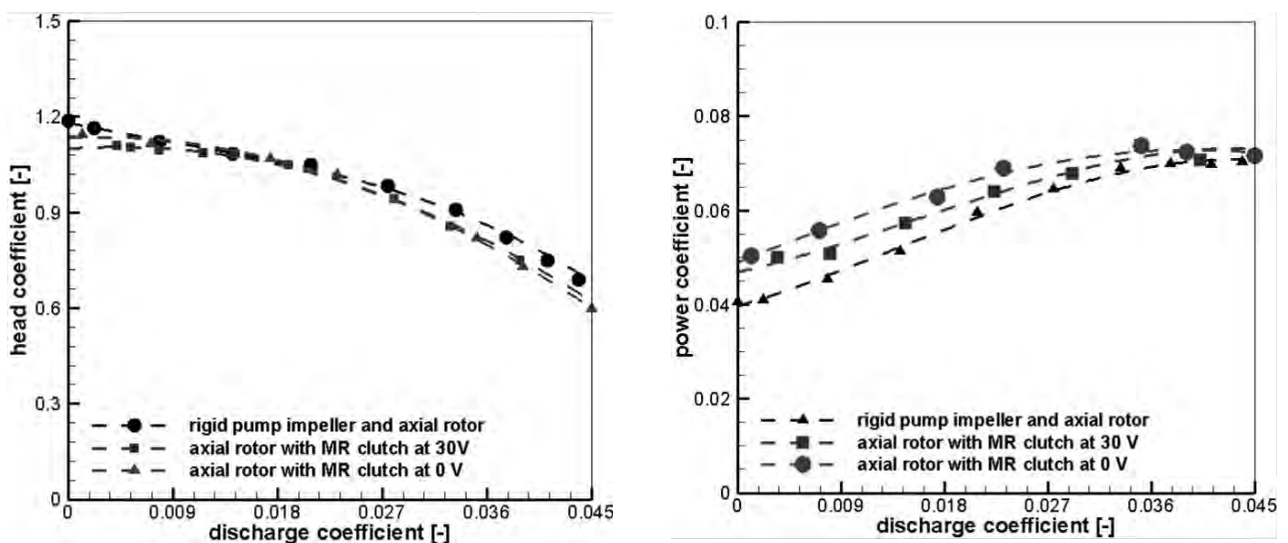 1.5
1.2
0.9
0.6
0.3
0
head coefficient [-]
rigid pump impeller and axial rotor
axial rotor with MR clutch at 30V
axial rotor with MR clutch at 0 V
0 0.009 0.018 0.027 0.036 0.045
discharge coefficient [-]
0.1
0.08
0.06
0.04
0.02
0
power coefficient [-]
rigid pump impeller and axial rotor
axial rotor with MR clutch at 30 V
axial rotor with MR clutch at 0 V
0 0.009 0.018 0.027 0.036 0.045
discharge coefficient [-]